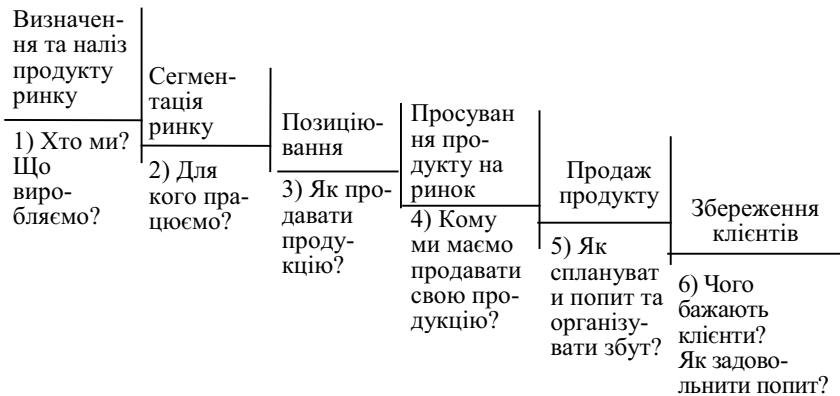 Визначен-
ня та наліз
продукту
ринку
1) Хто ми?
Що
виро-
бляємо?
Сегмен-
тація
ринку
2) Для
кого пра-
цюємо?
Позицію-
вання
3) Як про-
давати
проду-
кцію?
Просуван
ня про-
дукту на
ринок
4) Кому
ми маємо
продавати
свою про-
дукцію?
Продаж
продукту
5) Як
спланават
и попит та
організу-
вати збут?
Збереження
клієнтів
6) Чого
бажають
клієнти?
Як задово-
льнити попит?